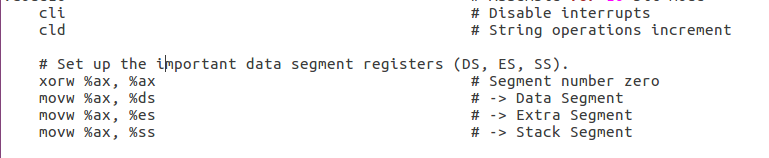 cli # Disable interrupts
cld # String operations increment
# Set up the important data segment registers (DS, ES, SS).
xorw %ax, %ax # Segment number zero
movw %ax, %ds # -> Data Segment
movw %ax, %es # -> Extra Segment
movw %ax, %ss # -> Stack Segment